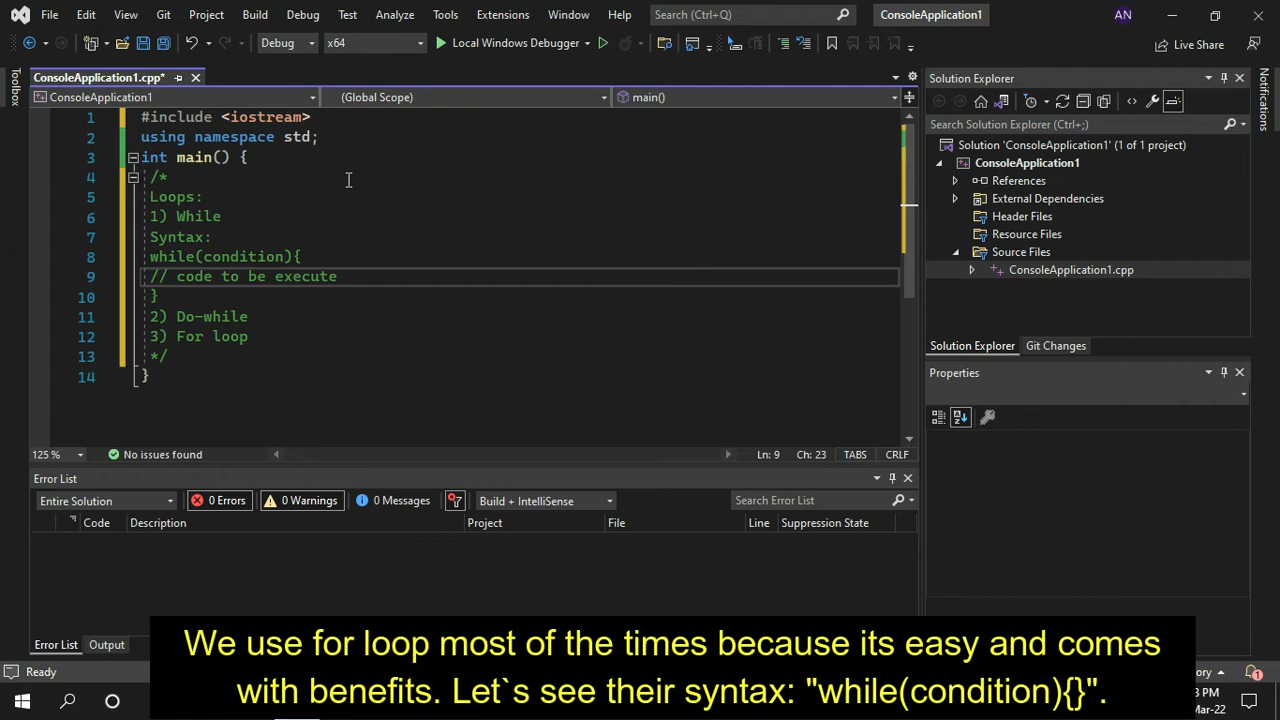 File Edit View Git Project Build Debug Test Analyze Tools Extensions Window Help Search (Ctrl+Q) ConsoleApplication1 AN
Debug x64 Local Windows Debugger Live Share
Toolbox
ConsoleApplication1.cpp*
ConsoleApplication1 (Global Scope) main()
1 #include <iostream>
2 using namespace std;
3 int main() {
4 /*
5 Loops:
6 1) While
7 Syntax:
8 while(condition){
9 // code to be execute
10 }
11 2) Do-while
12 3) For loop
13 */
14 }
125 % No issues found Ln: 9 Ch: 23 TABS CRLF
Solution Explorer
Search Solution Explorer (Ctrl+;)
Solution 'ConsoleApplication1' (1 of 1 project)
ConsoleApplication1
References
External Dependencies
Header Files
Resource Files
Source Files
ConsoleApplication1.cpp
Solution Explorer Git Changes
Properties
Notifications
Error List
Entire Solution 0 Errors 0 Warnings 0 Messages Build + IntelliSense Search Error List
Code Description Project File Line Suppression State
Error List Output
Ready
We use for loop most of the times because its easy and comes
with benefits. Let`s see their syntax: "while(condition){}".